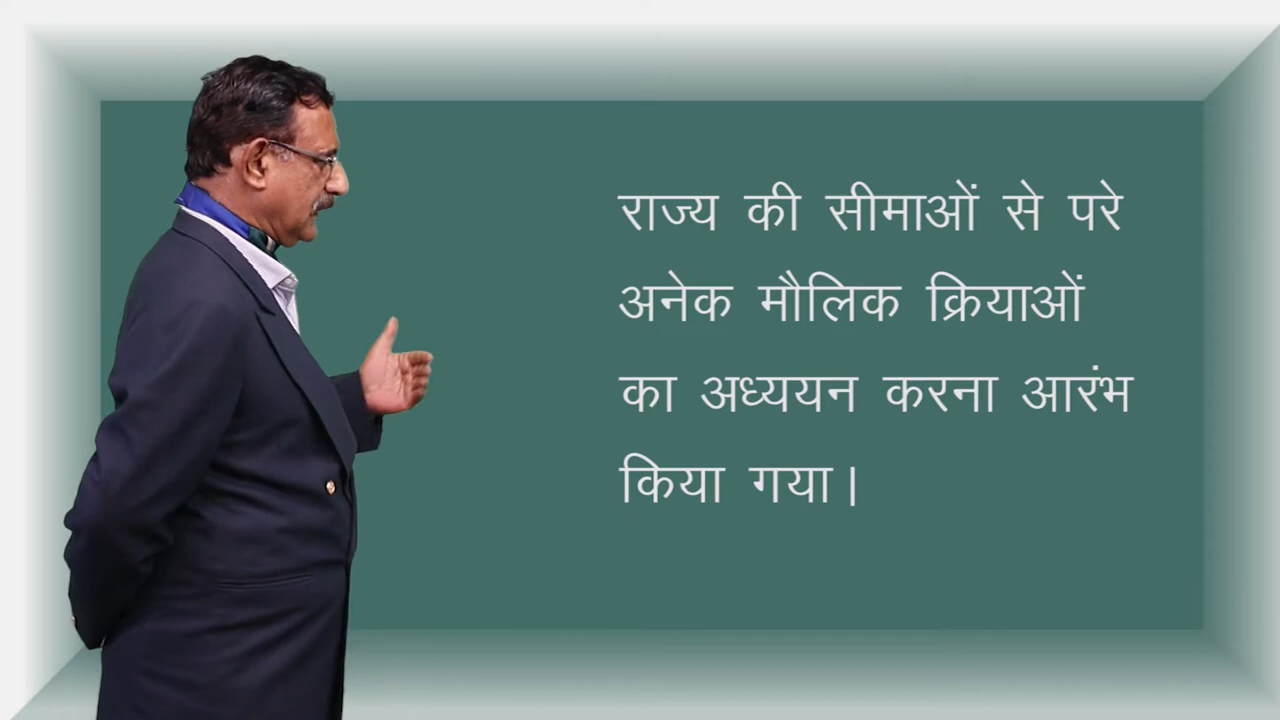 राज्य की सीमाओं से परे
अनेक मौलिक क्रियाओं
का अध्ययन करना आरंभ
किया गया।